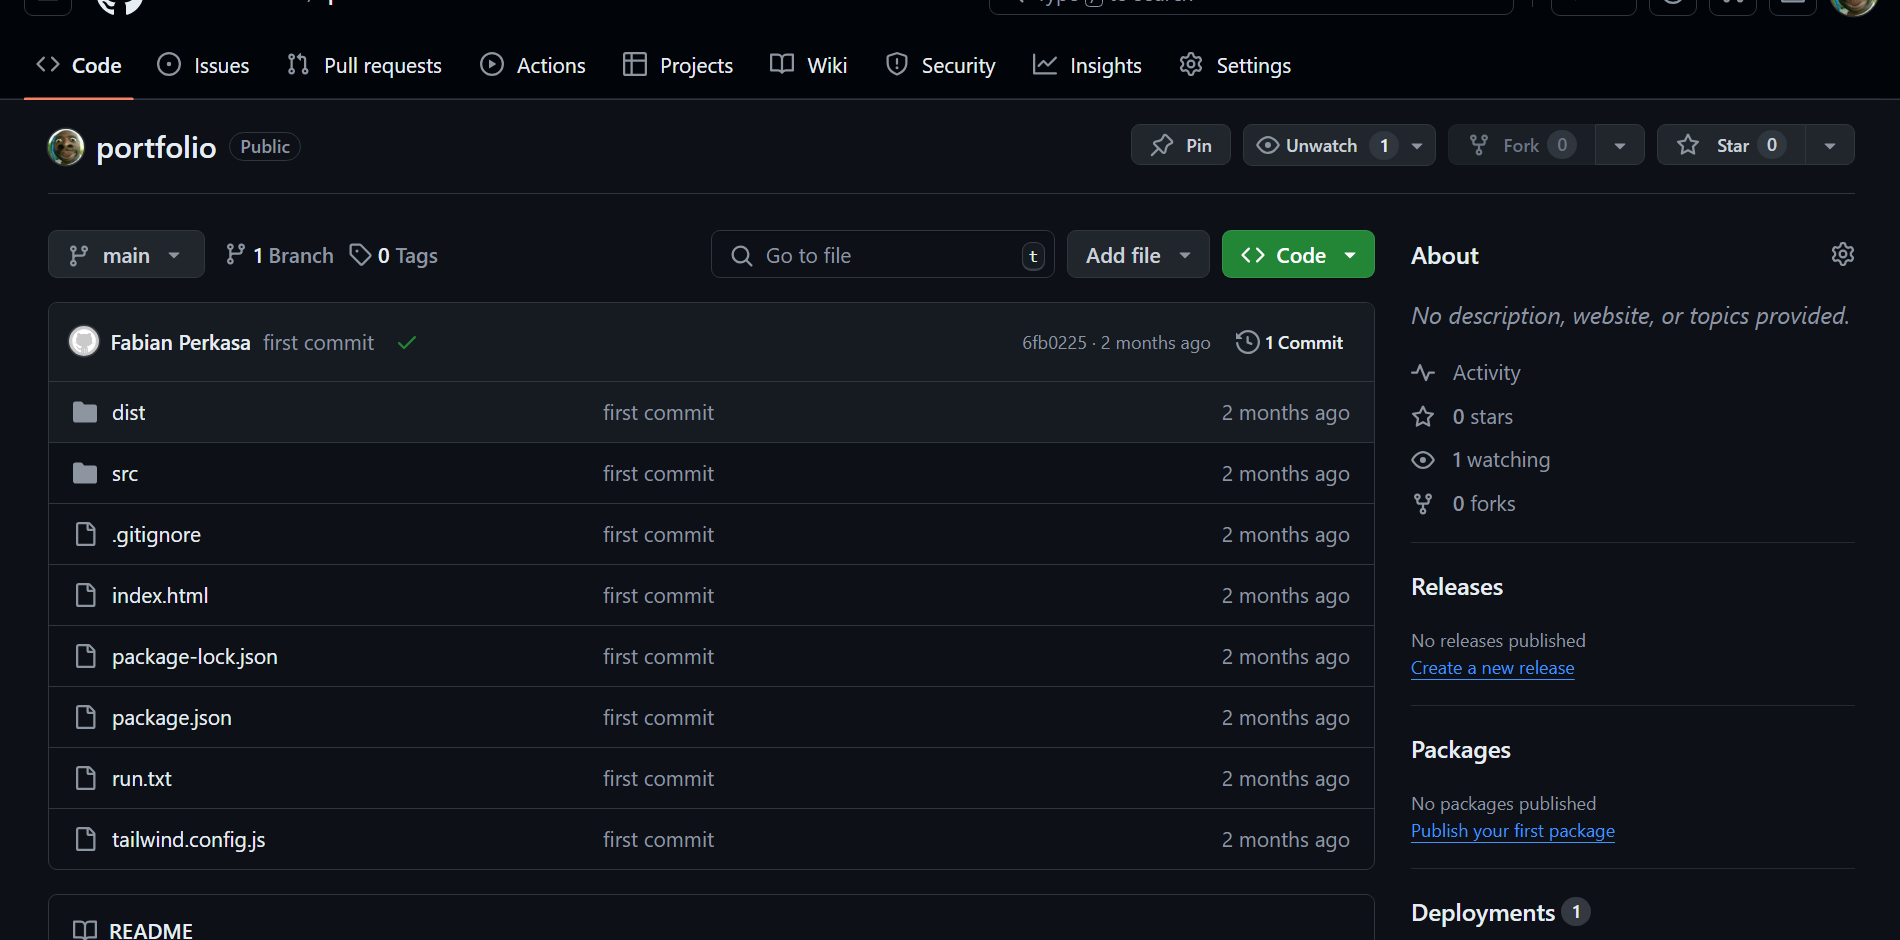 Code Issues Pull requests Actions Projects Wiki Security Insights Settings
portfolio Public Pin Unwatch 1 Fork 0 Star 0
main 1 Branch 0 Tags Go to file t Add file Code
Fabian Perkasa first commit 6fb0225 · 2 months ago 1 Commit
dist first commit 2 months ago
src first commit 2 months ago
.gitignore first commit 2 months ago
index.html first commit 2 months ago
package-lock.json first commit 2 months ago
package.json first commit 2 months ago
run.txt first commit 2 months ago
tailwind.config.js first commit 2 months ago
README
About
No description, website, or topics provided.
Activity
0 stars
1 watching
0 forks
Releases
No releases published
Create a new release
Packages
No packages published
Publish your first package
Deployments 1